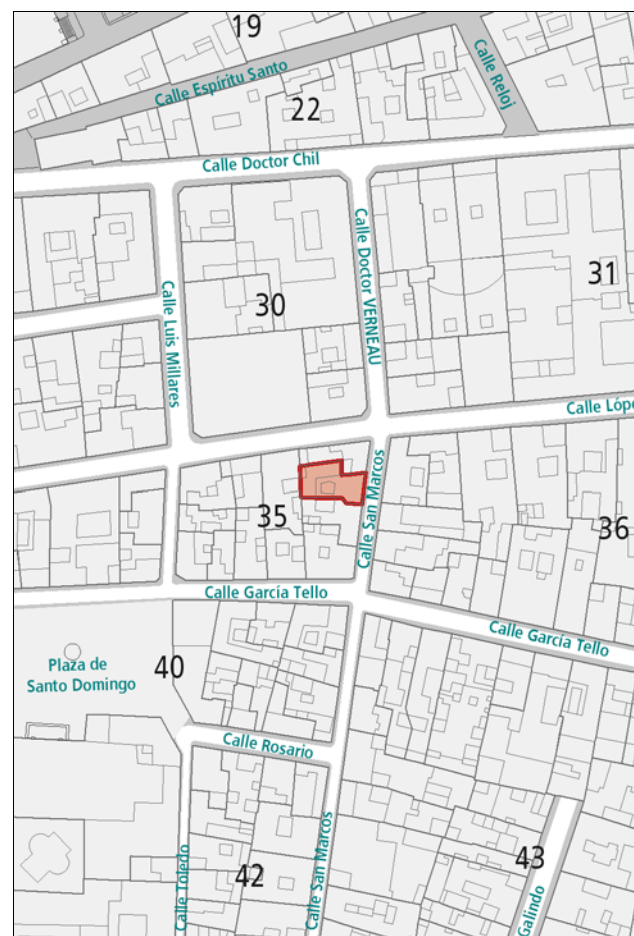 19
Calle Espíritu Santo
Calle Reloj
22
Calle Doctor Chil
Calle Doctor VERNEAU
Calle Luis Millares
30
31
Calle Lópe
Calle San Marcos
35
36
Calle García Tello
Calle García Tello
Plaza de
Santo Domingo
40
Calle Rosario
Calle Toledo
42
Calle San Marcos
43
Galindo